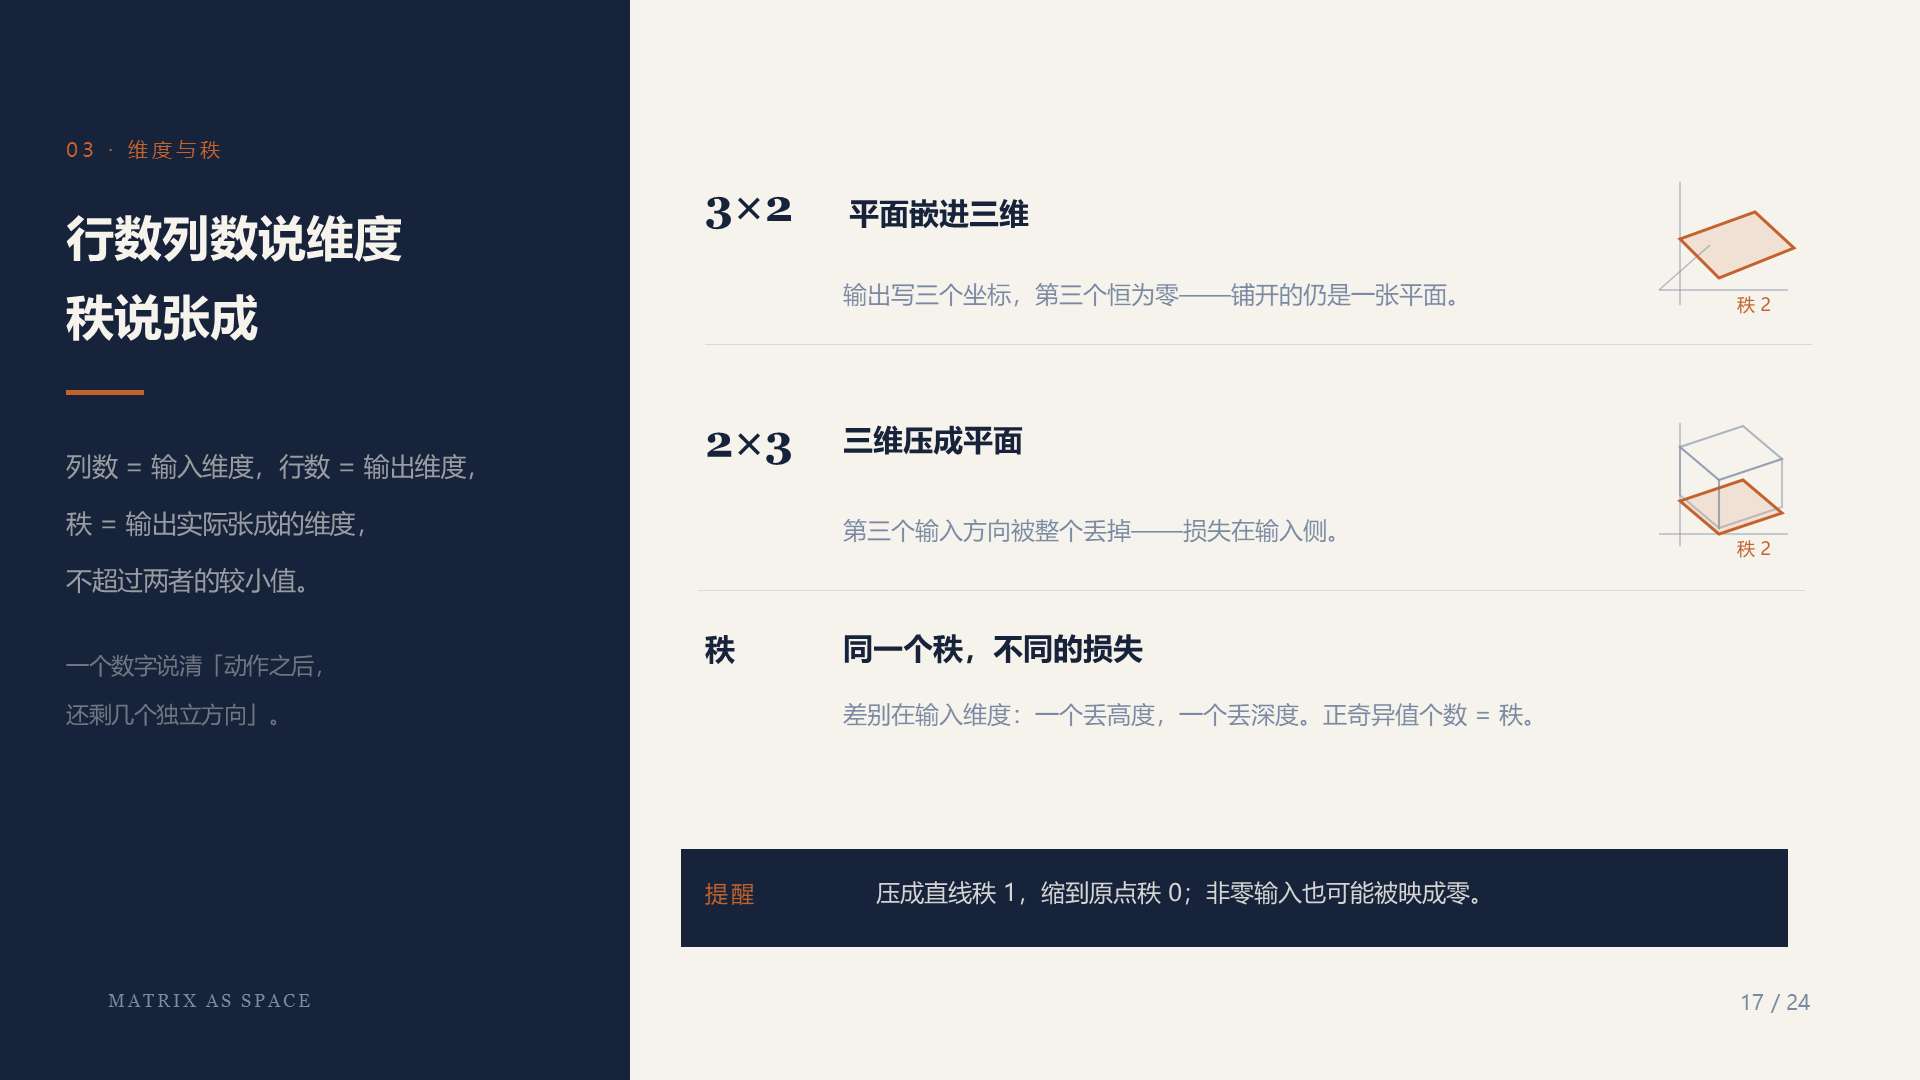 03 · 维度与秩
行数列数说维度
秩说张成
列数 = 输入维度，行数 = 输出维度，
秩 = 输出实际张成的维度，
不超过两者的较小值。
一个数字说清「动作之后，
还剩几个独立方向」。
MATRIX AS SPACE
3×2 平面嵌进三维
输出写三个坐标，第三个恒为零——铺开的仍是一张平面。
秩 2
2×3 三维压成平面
第三个输入方向被整个丢掉——损失在输入侧。
秩 2
秩 同一个秩，不同的损失
差别在输入维度：一个丢高度，一个丢深度。正奇异值个数 = 秩。
提醒 压成直线秩 1，缩到原点秩 0；非零输入也可能被映成零。
17 / 24